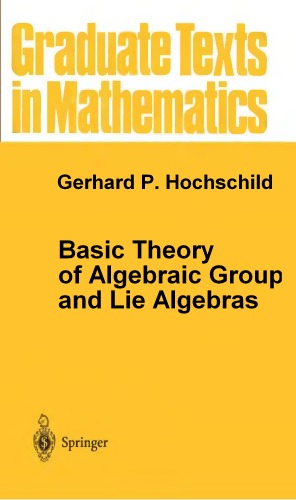 Graduate Texts
in Mathematics
Gerhard P. Hochschild
Basic Theory
of Algebraic Group
and Lie Algebras
Springer